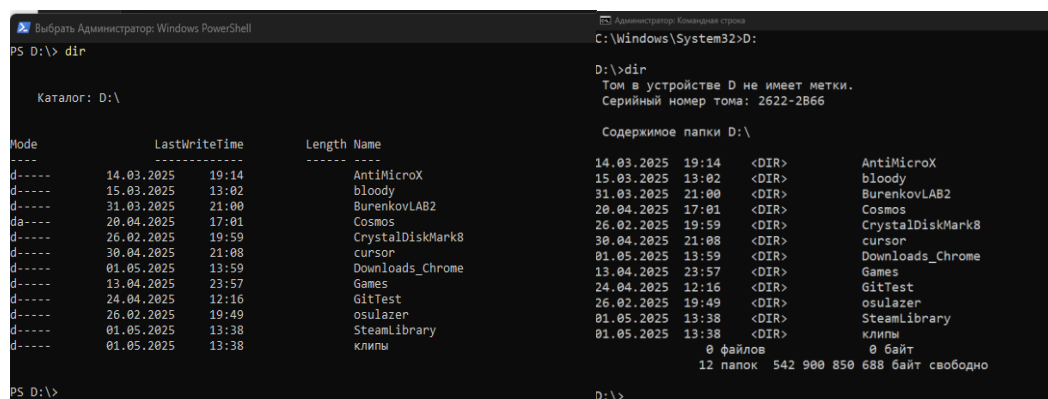 Выбрать Администратор: Windows PowerShell
PS D:\> dir
Каталог: D:\
Mode LastWriteTime Length Name
---- ------------- ------ ----
d----- 14.03.2025 19:14 AntiMicroX
d----- 15.03.2025 13:02 bloody
d----- 31.03.2025 21:00 BurenkovLAB2
da---- 20.04.2025 17:01 Cosmos
d----- 26.02.2025 19:59 CrystalDiskMark8
d----- 30.04.2025 21:08 cursor
d----- 01.05.2025 13:59 Downloads_Chrome
d----- 13.04.2025 23:57 Games
d----- 24.04.2025 12:16 GitTest
d----- 26.02.2025 19:49 osulazer
d----- 01.05.2025 13:38 SteamLibrary
d----- 01.05.2025 13:38 клипы
PS D:\>
Администратор: Командная строка
C:\Windows\System32>D:
D:\>dir
Том в устройстве D не имеет метки.
Серийный номер тома: 2622-2B66
Содержимое папки D:\
14.03.2025 19:14 <DIR> AntiMicroX
15.03.2025 13:02 <DIR> bloody
31.03.2025 21:00 <DIR> BurenkovLAB2
20.04.2025 17:01 <DIR> Cosmos
26.02.2025 19:59 <DIR> CrystalDiskMark8
30.04.2025 21:08 <DIR> cursor
01.05.2025 13:59 <DIR> Downloads_Chrome
13.04.2025 23:57 <DIR> Games
24.04.2025 12:16 <DIR> GitTest
26.02.2025 19:49 <DIR> osulazer
01.05.2025 13:38 <DIR> SteamLibrary
01.05.2025 13:38 <DIR> клипы
0 файлов 0 байт
12 папок 542 900 850 688 байт свободно
D:\>